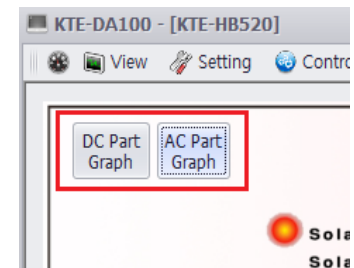 KTE-DA100 - [KTE-HB520]
View Setting
DC Part AC Part
Graph Graph